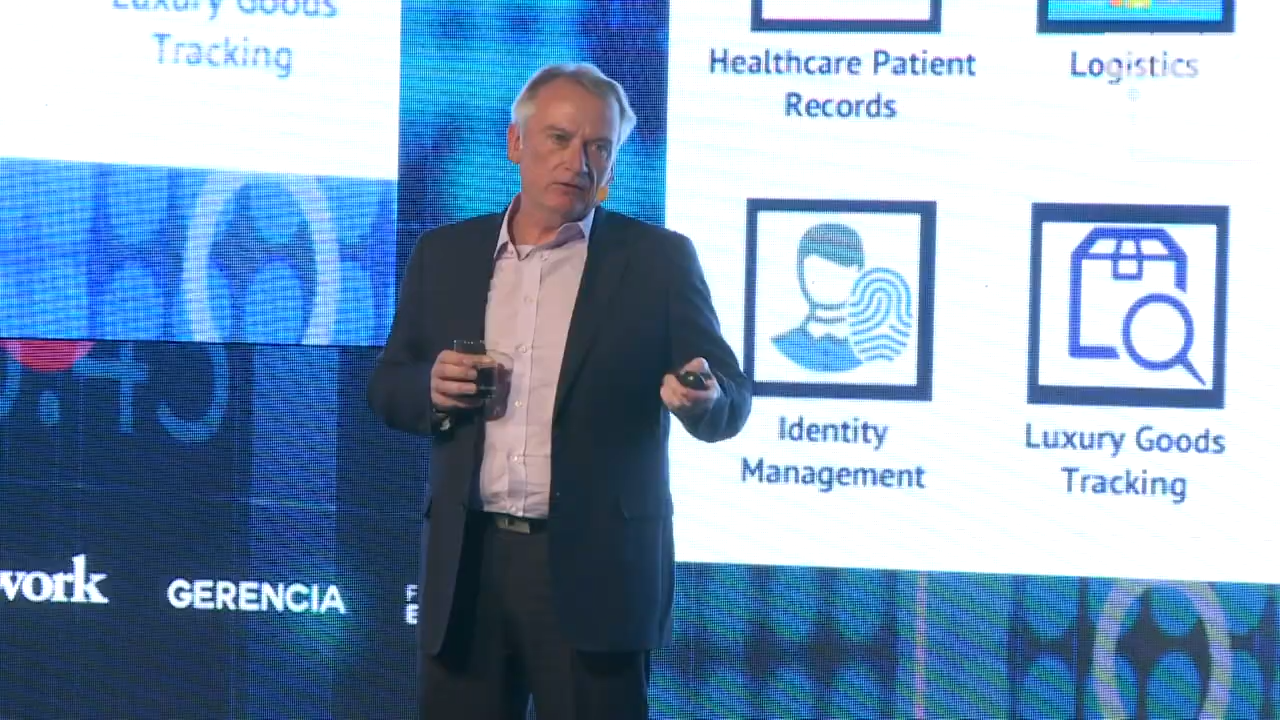 Luxury Goods
Tracking
Healthcare Patient
Records
Logistics
Identity
Management
Luxury Goods
Tracking
work
GERENCIA